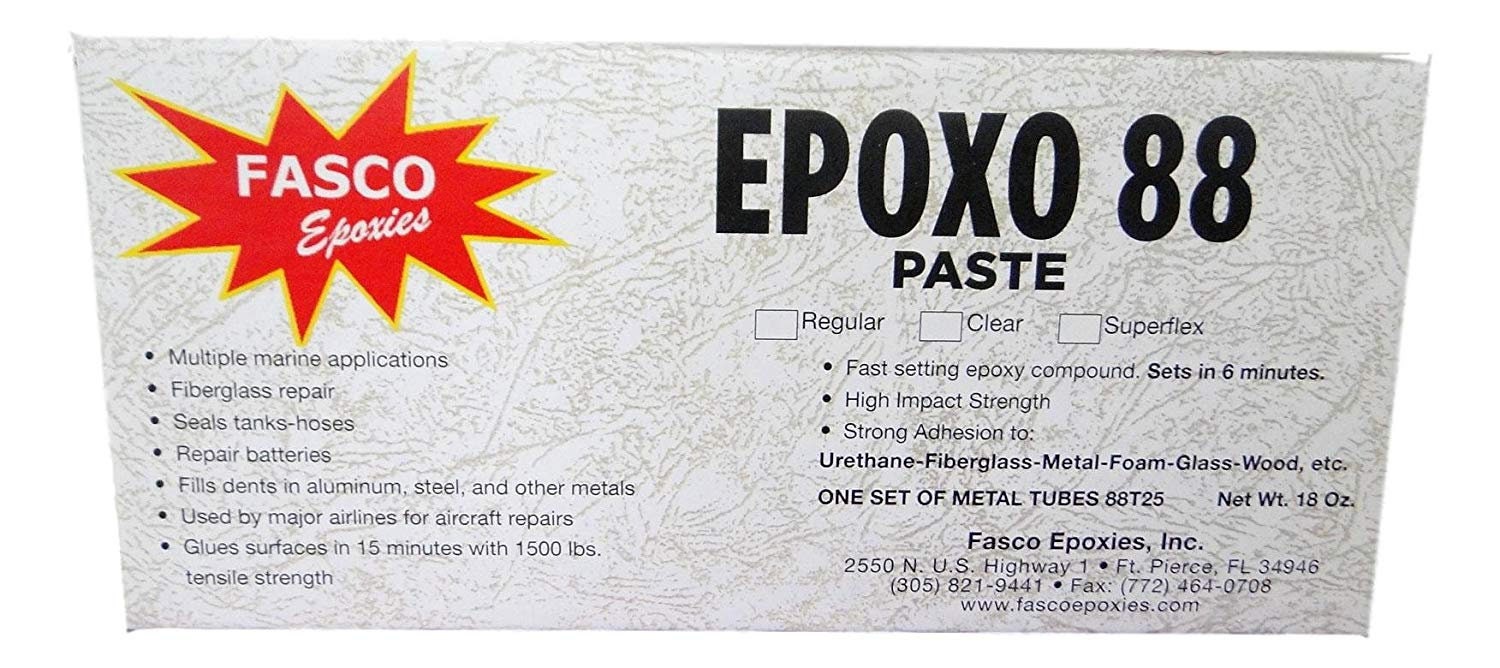 FASCO
Epoxies
• Multiple marine applications
• Fiberglass repair
• Seals tanks-hoses
• Repair batteries
• Fills dents in aluminum, steel, and other metals
• Used by major airlines for aircraft repairs
• Glues surfaces in 15 minutes with 1500 lbs.
tensile strength
EPOXO 88
PASTE
Regular Clear Superflex
• Fast setting epoxy compound. Sets in 6 minutes.
• High Impact Strength
• Strong Adhesion to:
Urethane-Fiberglass-Metal-Foam-Glass-Wood, etc.
ONE SET OF METAL TUBES 88T25 Net Wt. 18 Oz.
Fasco Epoxies, Inc.
2550 N. U.S. Highway 1 • Ft. Pierce, FL 34946
(305) 821-9441 • Fax: (772) 464-0708
www.fascoepoxies.com